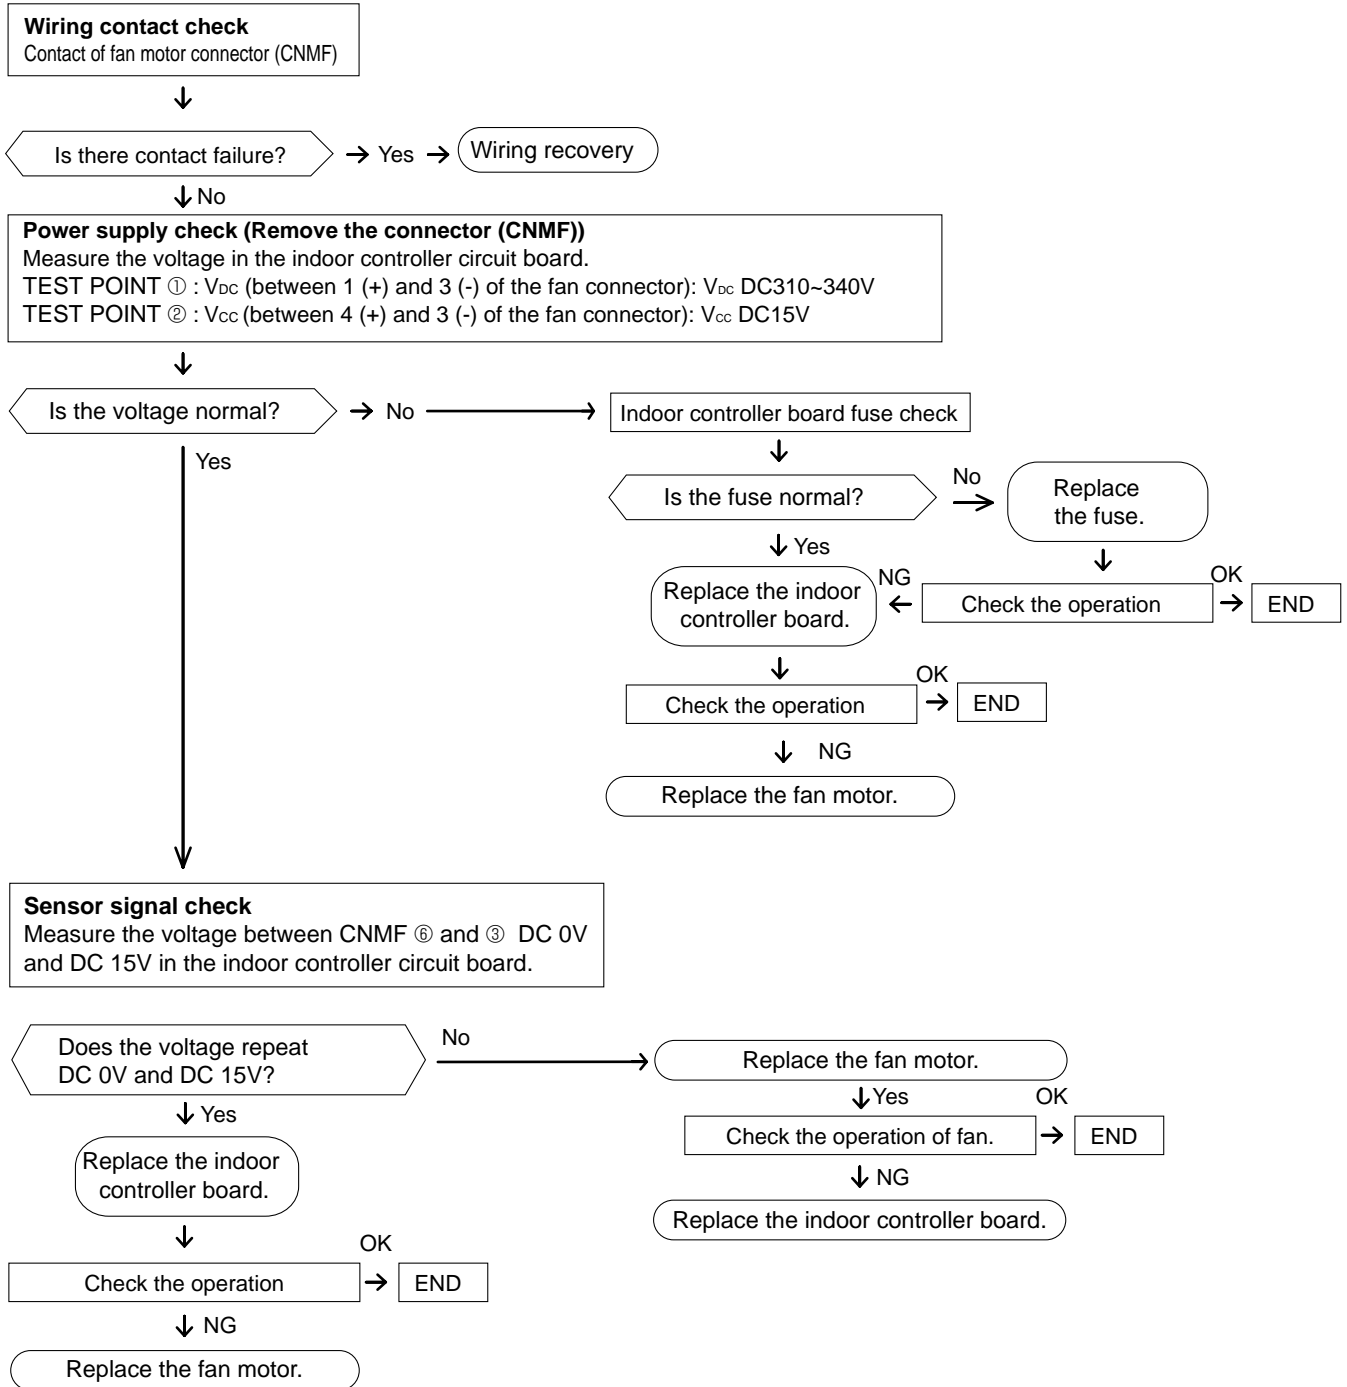 Wiring contact check
Contact of fan motor connector (CNMF)
Is there contact failure?
Yes
Wiring recovery
No
Power supply check (Remove the connector (CNMF))
Measure the voltage in the indoor controller circuit board.
TEST POINT ① : VDC (between 1 (+) and 3 (-) of the fan connector): VDC DC310~340V
TEST POINT ② : VCC (between 4 (+) and 3 (-) of the fan connector): VCC DC15V
Is the voltage normal?
No
Indoor controller board fuse check
Yes
Is the fuse normal?
No
Replace
the fuse.
Yes
Replace the indoor
controller board.
NG
Check the operation
OK
END
Check the operation
OK
END
NG
Replace the fan motor.
Sensor signal check
Measure the voltage between CNMF ⑥ and ③ DC 0V
and DC 15V in the indoor controller circuit board.
Does the voltage repeat
DC 0V and DC 15V?
No
Replace the fan motor.
Yes
Yes
OK
Check the operation of fan.
END
Replace the indoor
controller board.
NG
Replace the indoor controller board.
OK
Check the operation
END
NG
Replace the fan motor.